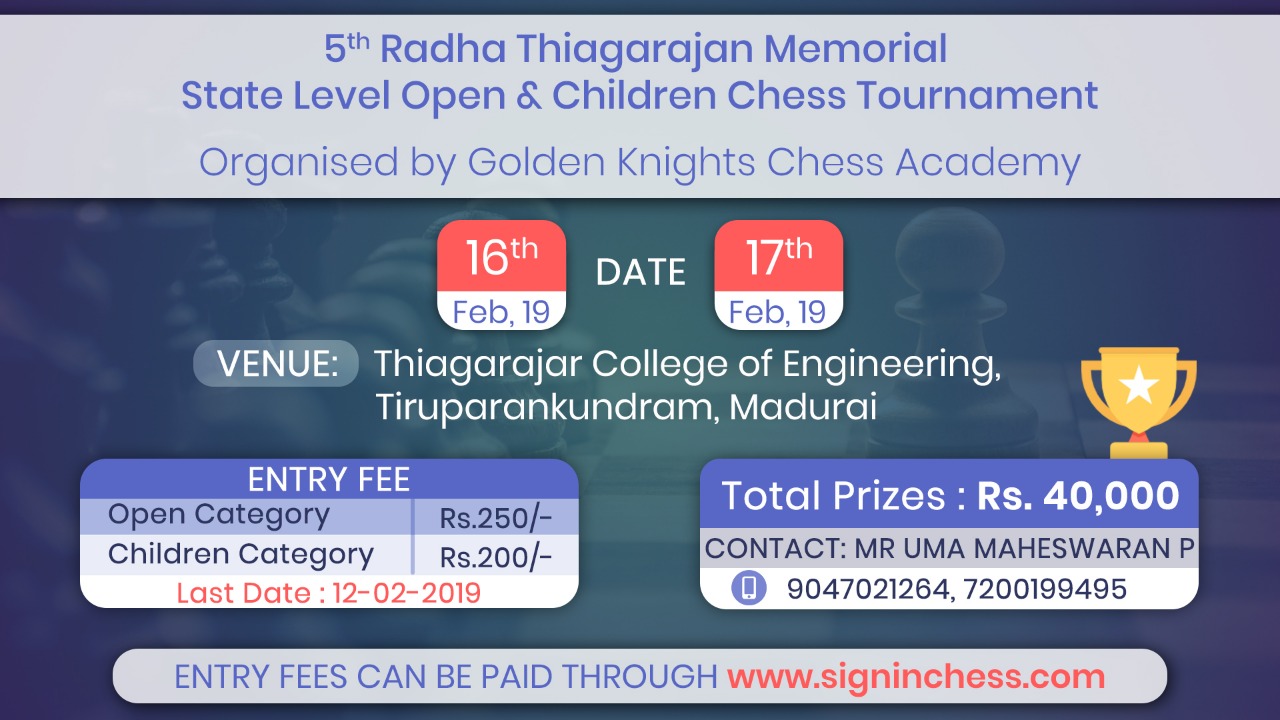 5th Radha Thiagarajan Memorial
State Level Open & Children Chess Tournament
Organised by Golden Knights Chess Academy
16th
Feb, 19
DATE
17th
Feb, 19
VENUE: Thiagarajar College of Engineering,
Tiruparankundram, Madurai
ENTRY FEE
Open Category Rs.250/-
Children Category Rs.200/-
Last Date : 12-02-2019
Total Prizes : Rs. 40,000
CONTACT: MR UMA MAHESWARAN P
9047021264, 7200199495
ENTRY FEES CAN BE PAID THROUGH www.signinchess.com